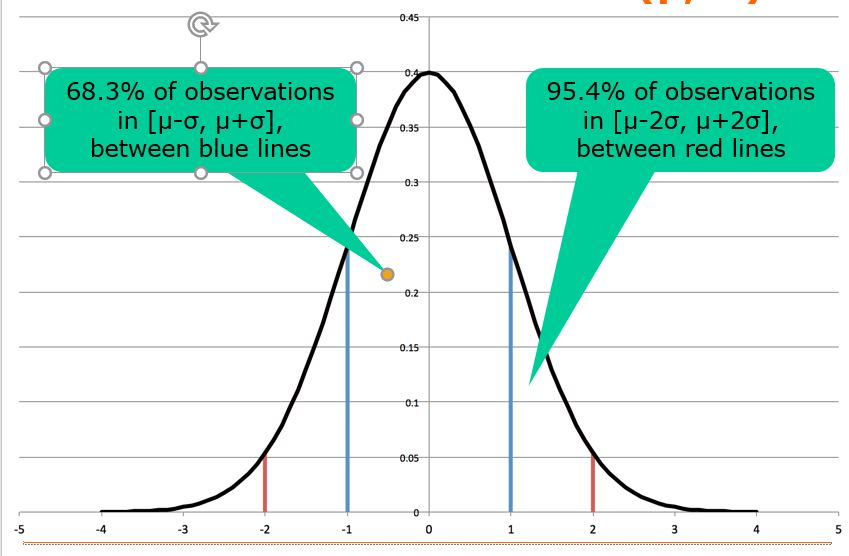 68.3% of observations
in [μ-σ, μ+σ],
between blue lines
95.4% of observations
in [μ-2σ, μ+2σ],
between red lines
0.45
0.4
0.35
0.3
0.25
0.2
0.15
0.1
0.05
0
-5 -4 -3 -2 -1 0 1 2 3 4 5